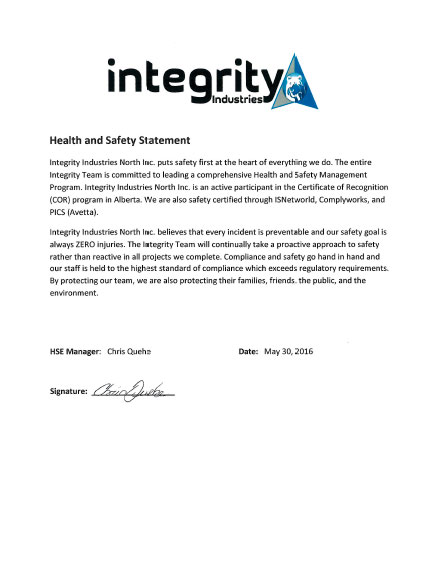 integrity
Industries
Health and Safety Statement
Integrity Industries North Inc. puts safety first at the heart of everything we do. The entire
Integrity Team is committed to leading a comprehensive Health and Safety Management
Program. Integrity Industries North Inc. is an active participant in the Certificate of Recognition
(COR) program in Alberta. We are also safety certified through ISNetworld, Complyworks, and
PICS (Avetta).
Integrity Industries North Inc. believes that every incident is preventable and our safety goal is
always ZERO injuries. The Integrity Team will continually take a proactive approach to safety
rather than reactive in all projects we complete. Compliance and safety go hand in hand and
our staff is held to the highest standard of compliance which exceeds regulatory requirements.
By protecting our team, we are also protecting their families, friends. the public, and the
environment.
HSE Manager: Chris Quehe Date: May 30, 2016
Signature: Chris Quehe